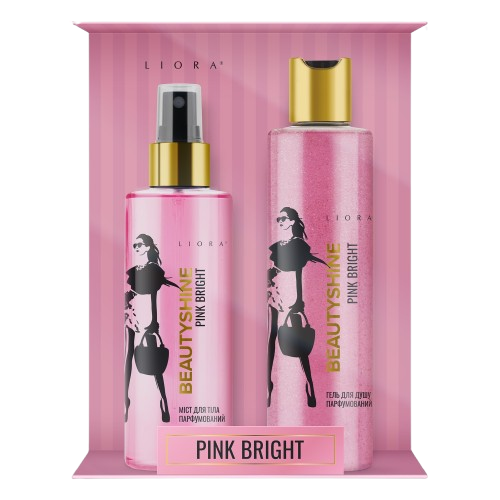 LIORA®
LIORA®
BEAUTYSHINE
PINK BRIGHT
МІСТ ДЛЯ ТІЛА
ПАРФУМОВАНИЙ
LIORA
BEAUTYSHINE
PINK BRIGHT
ГЕЛЬ ДЛЯ ДУШУ
ПАРФУМОВАНИЙ
PINK BRIGHT